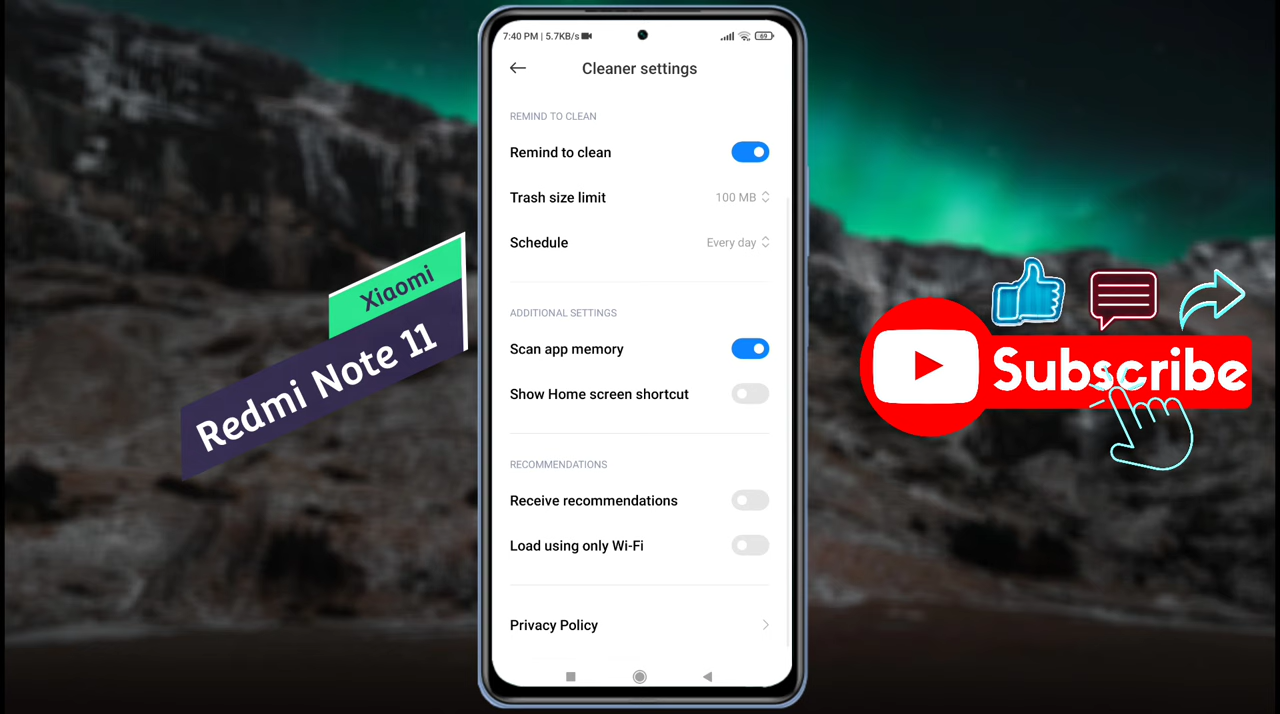 7:40 PM | 5.7KB/s
69
Cleaner settings
REMIND TO CLEAN
Remind to clean
Trash size limit
100 MB
Schedule
Every day
ADDITIONAL SETTINGS
Scan app memory
Show Home screen shortcut
RECOMMENDATIONS
Receive recommendations
Load using only Wi-Fi
Privacy Policy
Xiaomi
Redmi Note 11
Subscribe